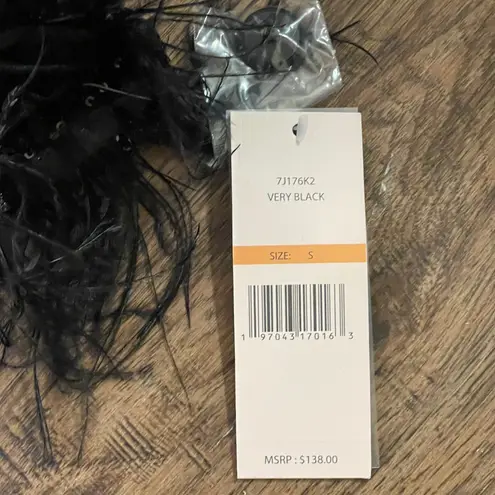 7J176K2
VERY BLACK
SIZE: S
1 97043 17016 3
MSRP : $138.00